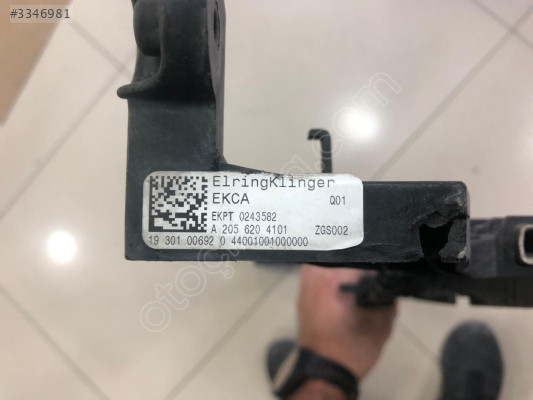 #3346981
ElringKlinger
EKCA Q01
EKPT 0243582
A 205 620 4101 ZGS002
19 301 00692 0 44001001000000